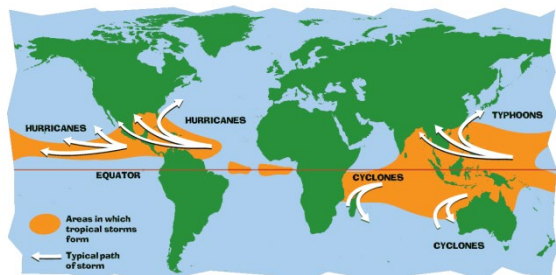 HURRICANES
HURRICANES
TYPHOONS
EQUATOR
CYCLONES
CYCLONES
Areas in which
tropical storms
form
Typical path
of storm